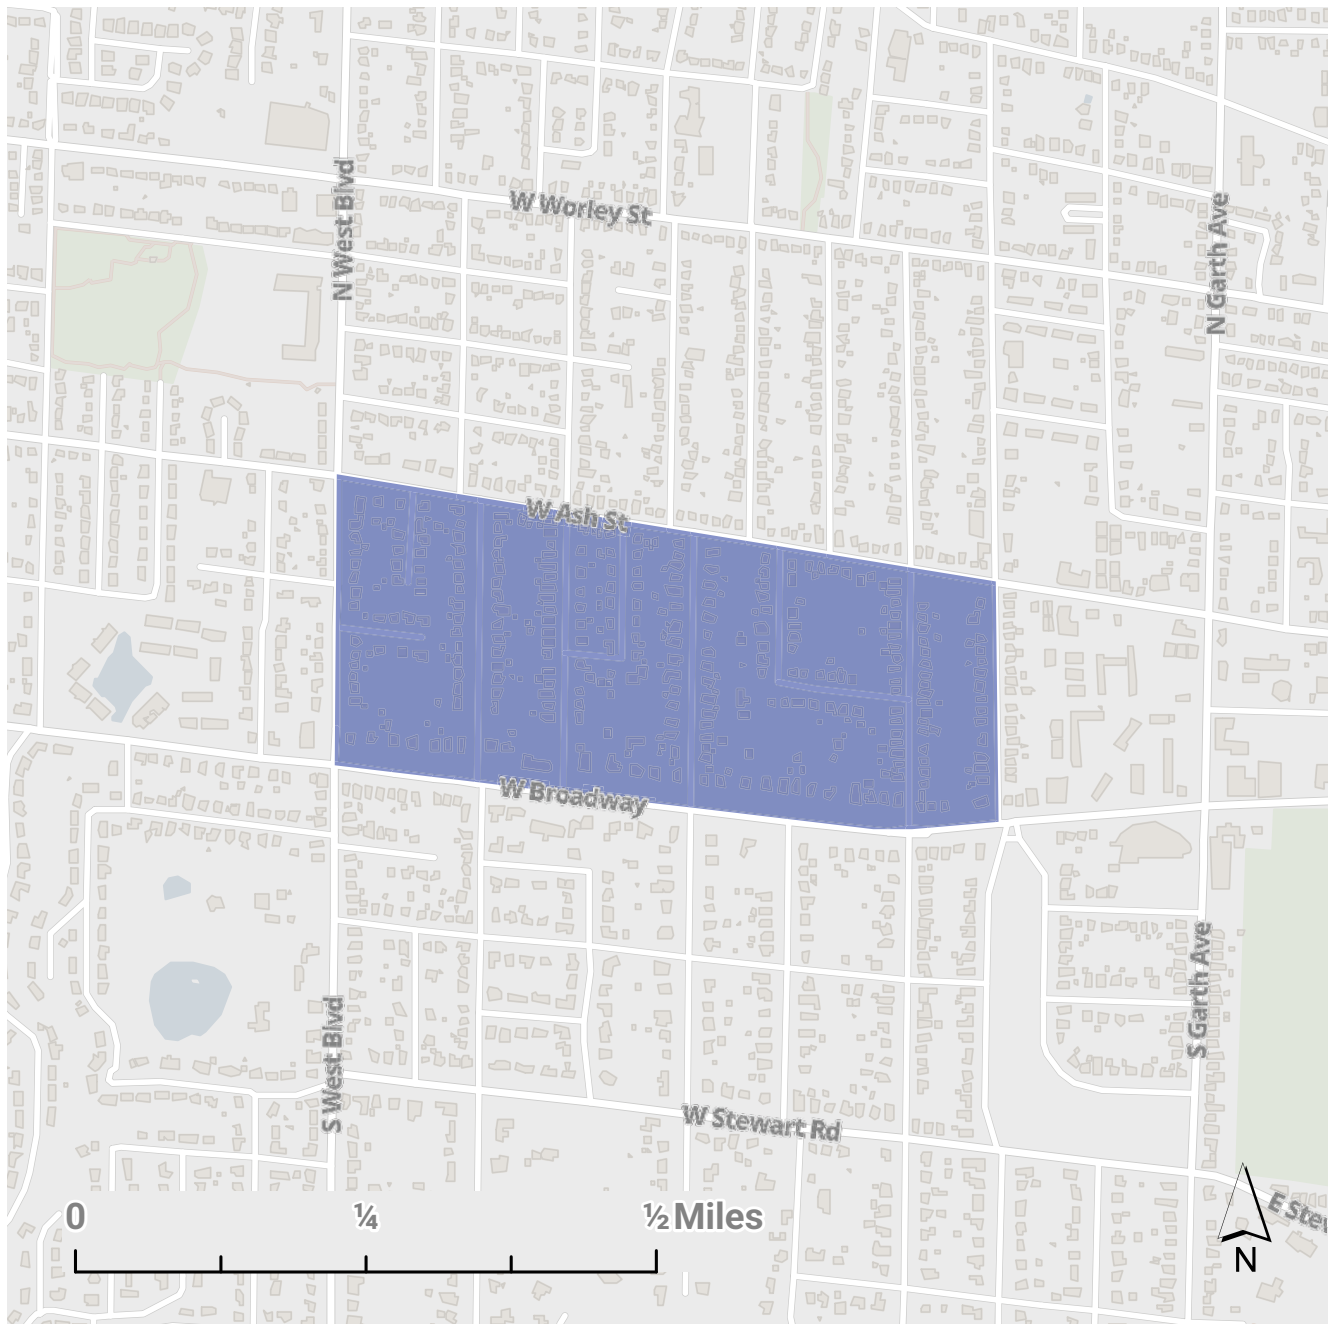 N West Blvd
W Worley St
N Garth Ave
W Ash St
W Broadway
S West Blvd
S Garth Ave
W Stewart Rd
E Stew
0 ¼ ½ Miles
N